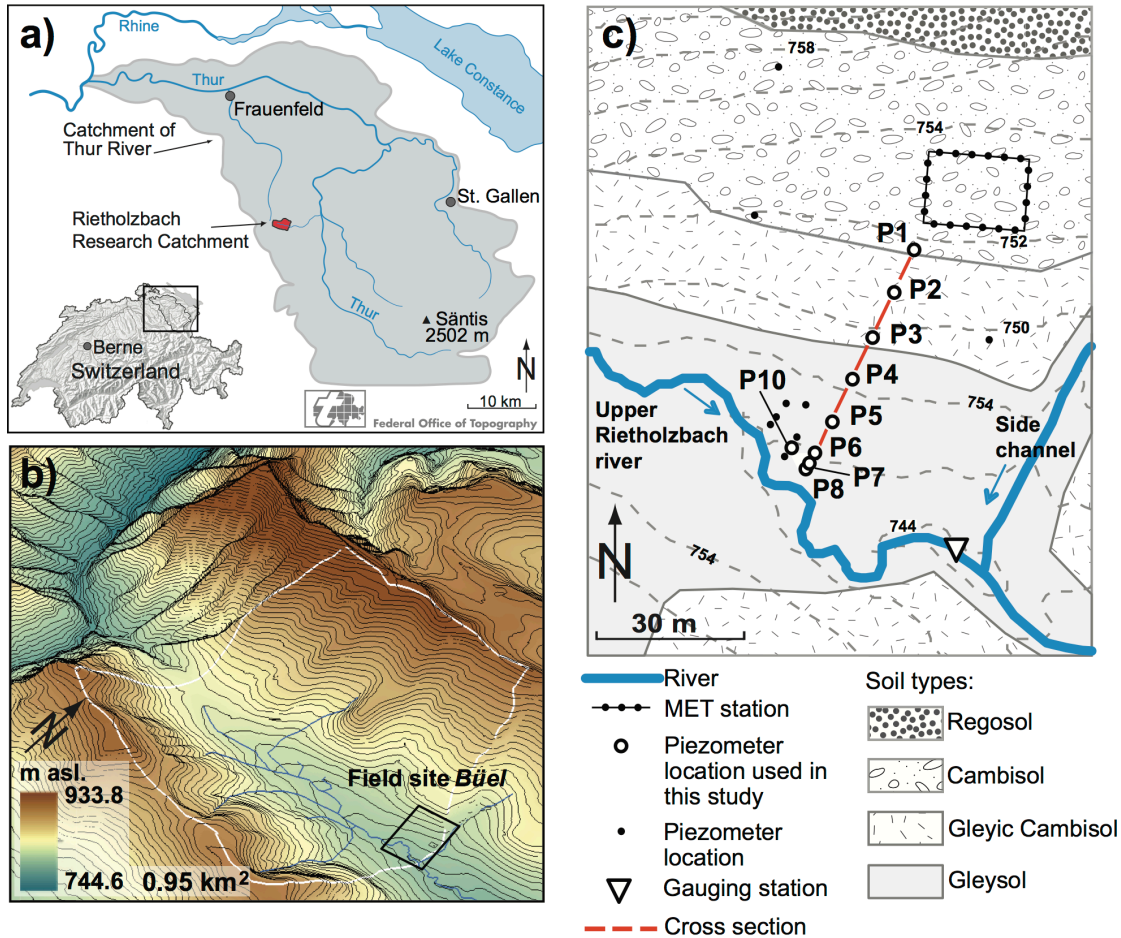 a)
Rhine
Lake Constance
Thur
Frauenfeld
Catchment of
Thur River
St. Gallen
Rietholzbach
Research Catchment
Thur
Säntis
2502 m
Berne
Switzerland
N
10 km
Federal Office of Topography
b)
N
m asl.
933.8
744.6
0.95 km²
Field site Büel
c)
758
754
752
P1
P2
750
P3
P4
P10
754
P5
Upper
Rietholzbach
river
Side
channel
P6
P7
P8
744
754
N
30 m
River
MET station
Piezometer
location used in
this study
Piezometer
location
Gauging station
Cross section
Soil types:
Regosol
Cambisol
Gleyic Cambisol
Gleysol